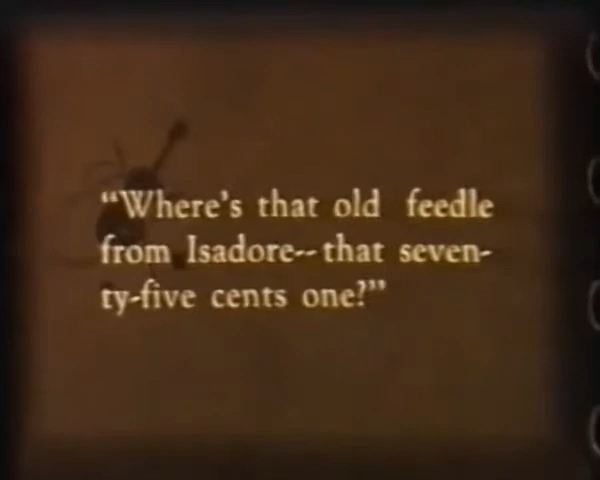 “Where's that old feedle
from Isadore--that seven-
ty-five cents one?”